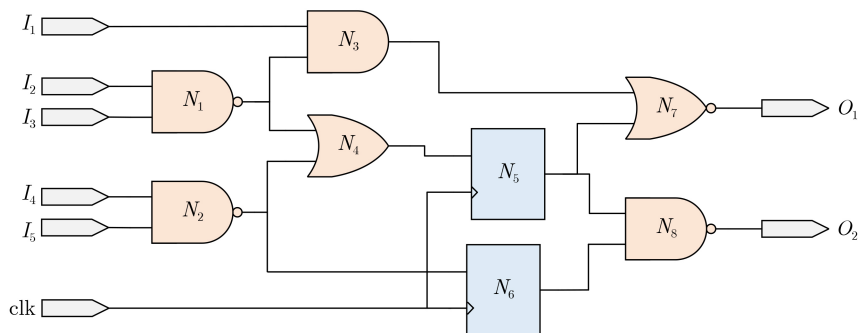 I₁
N₃
I₂
N₁
I₃
N₇
O₁
N₄
N₅
I₄
N₂
I₅
N₈
O₂
N₆
clk